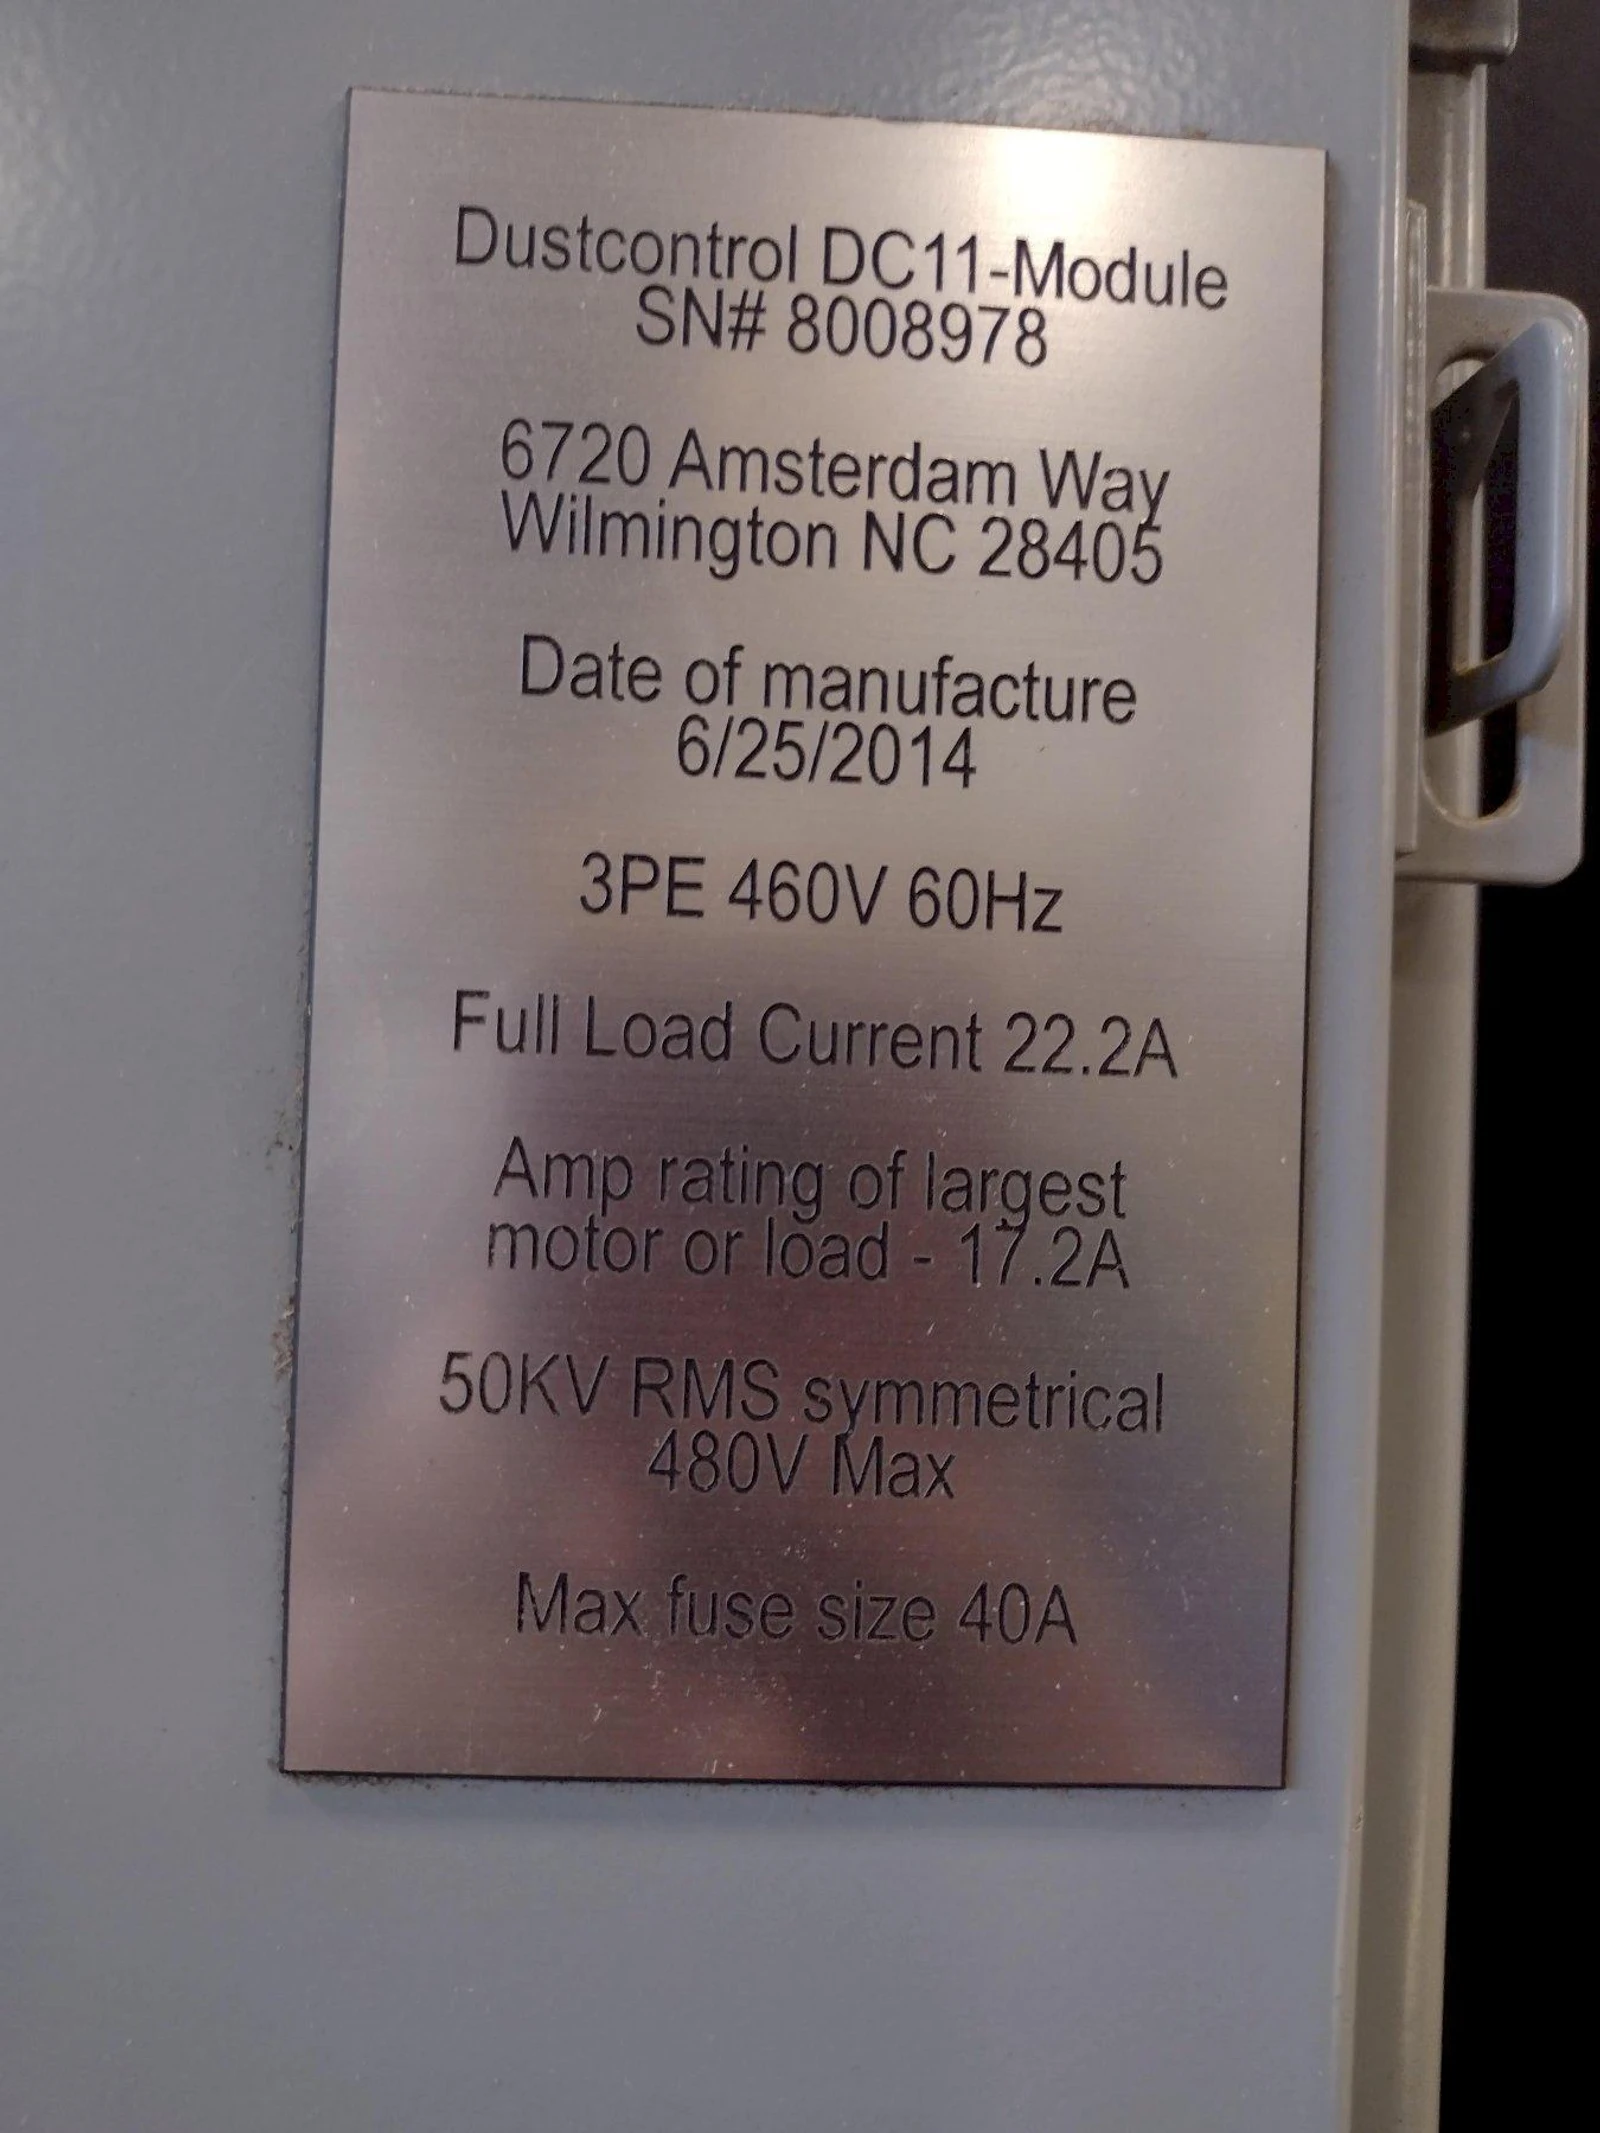 Dustcontrol DC11-Module
SN# 8008978
6720 Amsterdam Way
Wilmington NC 28405
Date of manufacture
6/25/2014
3PE 460V 60Hz
Full Load Current 22.2A
Amp rating of largest
motor or load - 17.2A
50KV RMS symmetrical
480V Max
Max fuse size 40A